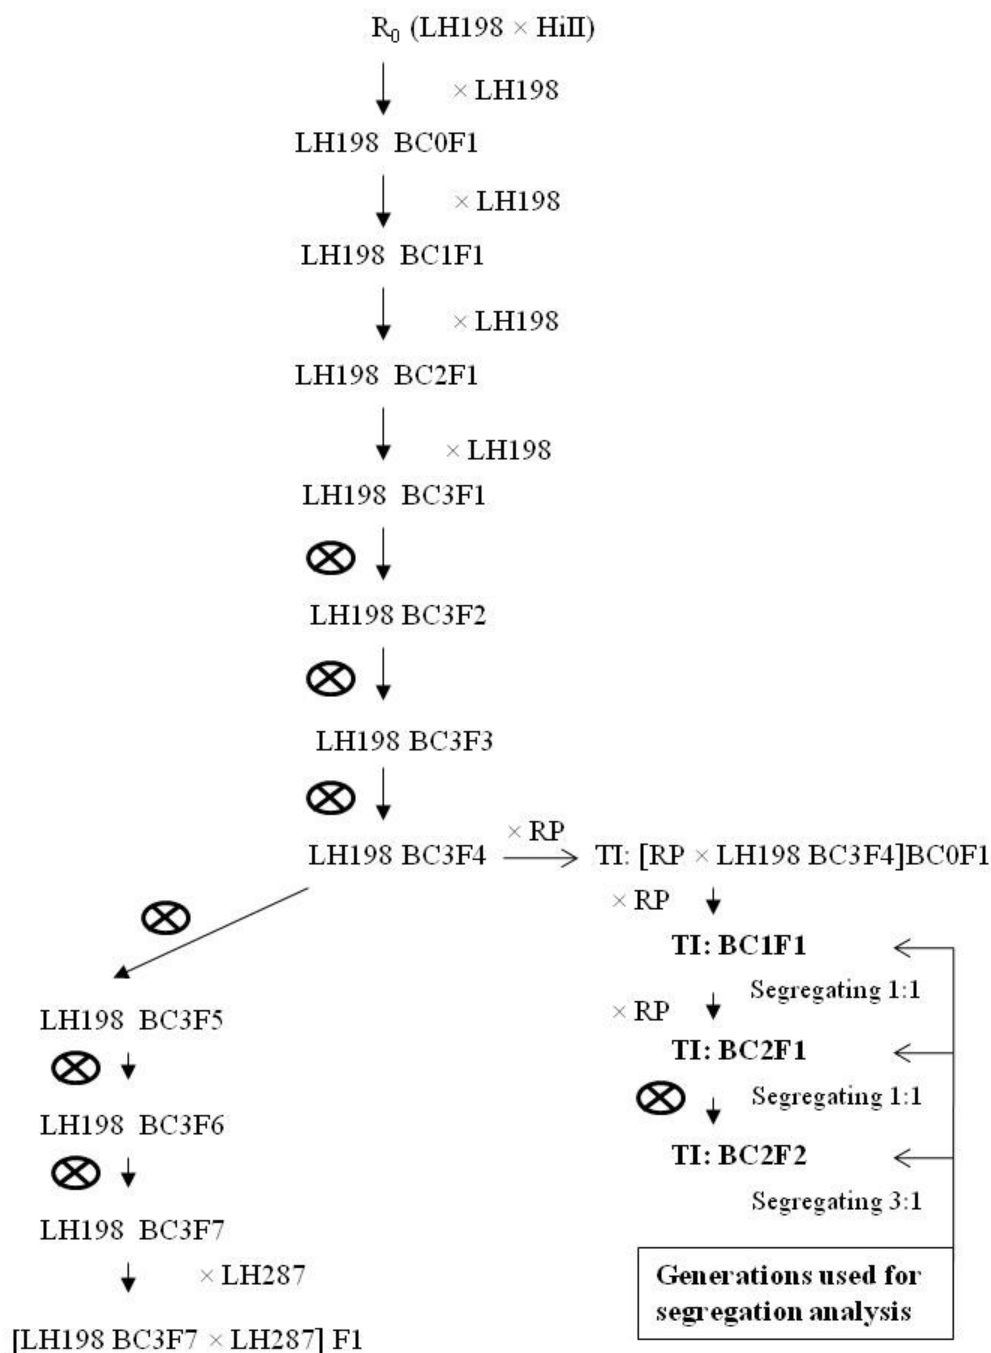 R₀ (LH198 × HiII)
× LH198
LH198 BC0F1
× LH198
LH198 BC1F1
× LH198
LH198 BC2F1
× LH198
LH198 BC3F1
LH198 BC3F2
LH198 BC3F3
LH198 BC3F4
× RP
TI: [RP × LH198 BC3F4]BC0F1
× RP
TI: BC1F1
Segregating 1:1
× RP
TI: BC2F1
Segregating 1:1
TI: BC2F2
Segregating 3:1
Generations used for
segregation analysis
LH198 BC3F5
LH198 BC3F6
LH198 BC3F7
× LH287
[LH198 BC3F7 × LH287] F1